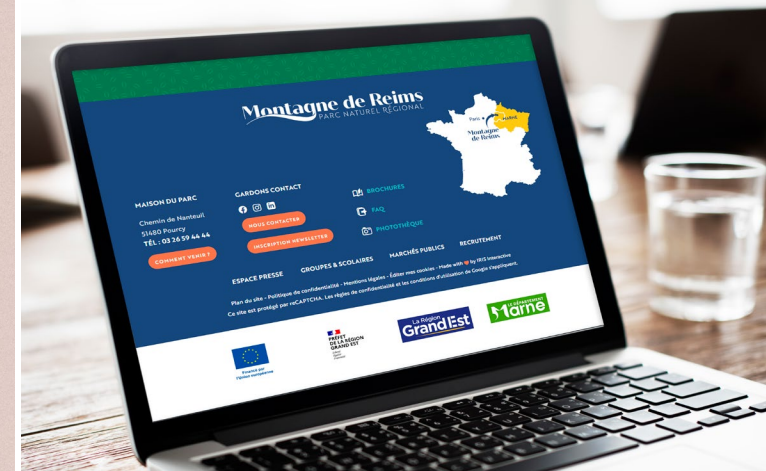 Montagne de Reims
PARC NATUREL RÉGIONAL
Paris
Montagne
de Reims
MAISON DU PARC
Chemin de Nanteuil
51480 Pourcy
TÉL : 03 26 59 44 44
COMMENT VENIR ?
GARDONS CONTACT
NOUS CONTACTER
INSCRIPTION NEWSLETTER
BROCHURES
FAQ
PHOTOTHÈQUE
ESPACE PRESSE GROUPES & SCOLAIRES MARCHÉS PUBLICS RECRUTEMENT
Plan du site - Politique de confidentialité - Mentions légales - Éditer mes cookies - Made with ❤ by IRIS Interactive
Ce site est protégé par reCAPTCHA. Les règles de confidentialité et les conditions d'utilisation de Google s'appliquent.
Financé par
l'Union européenne
PRÉFET
DE LA RÉGION
GRAND EST
La Région
Grand Est
LE DÉPARTEMENT
Marne